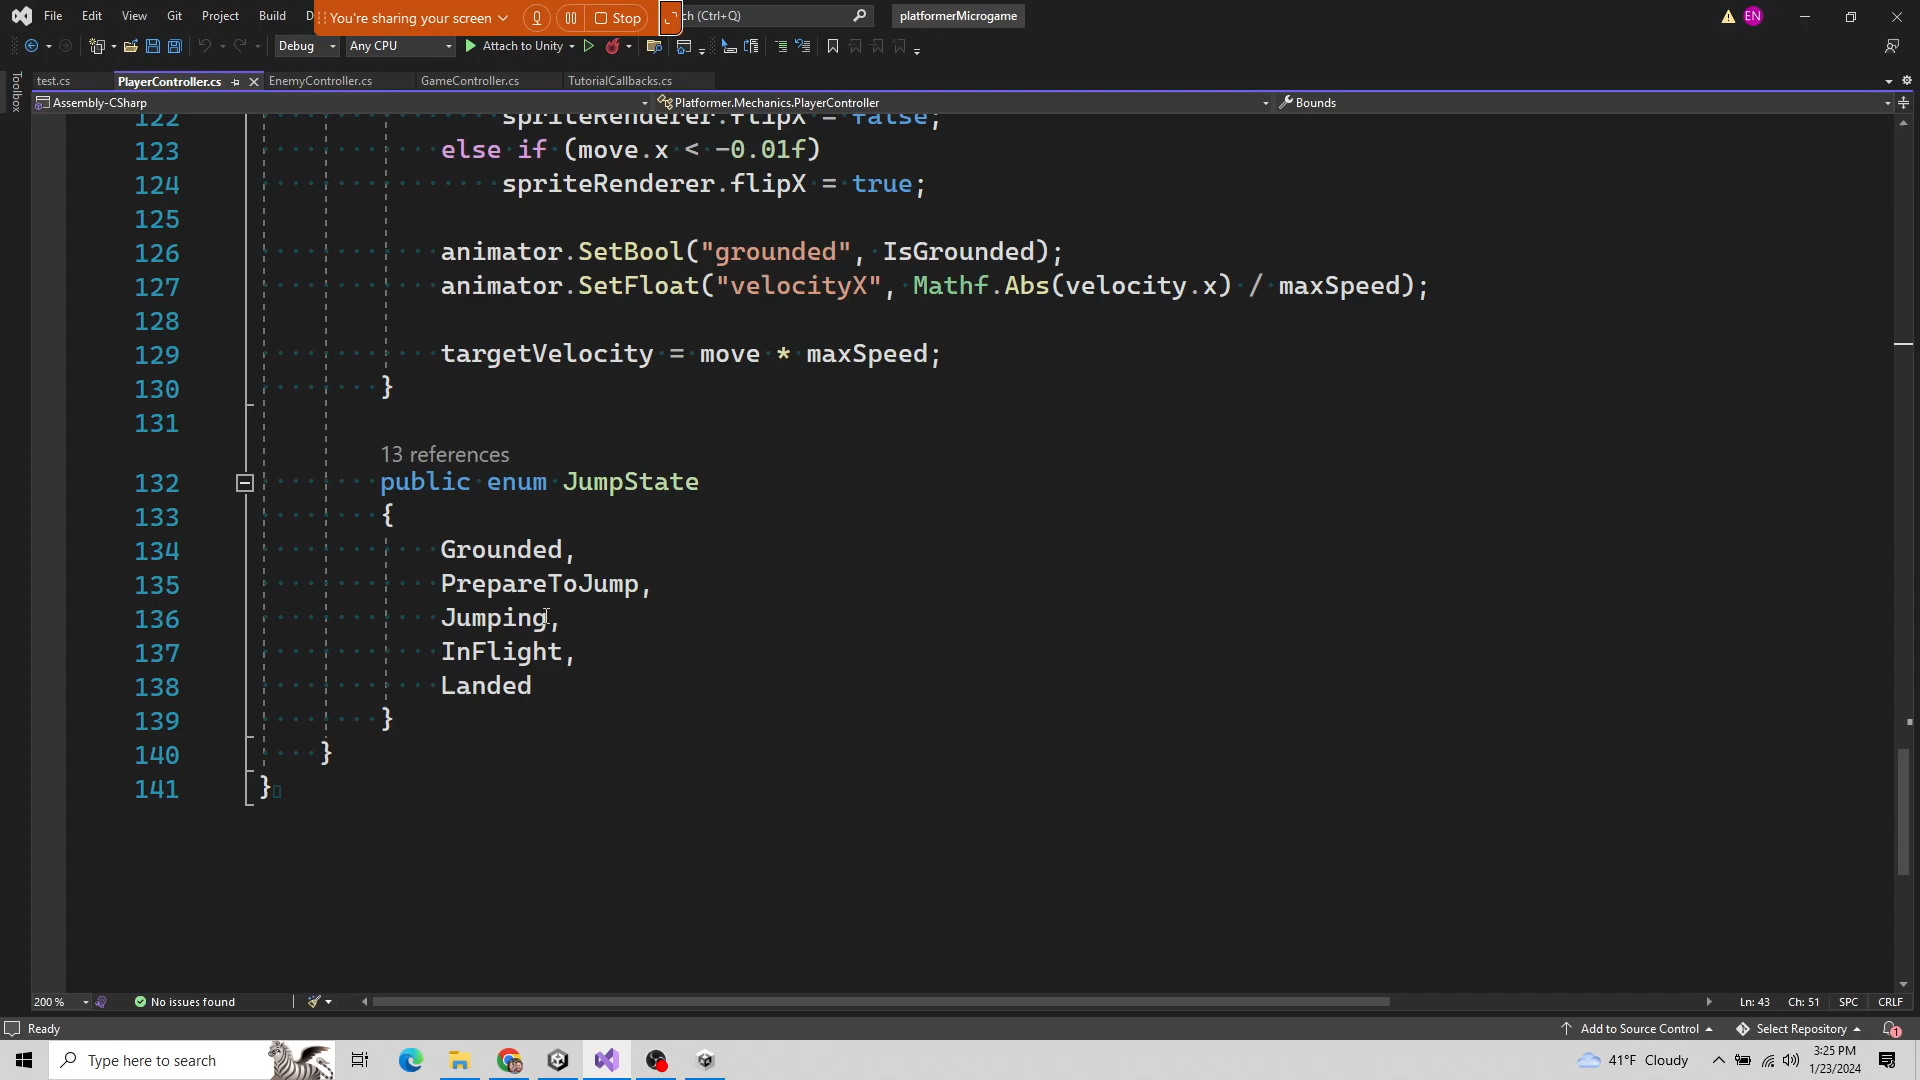 File Edit View Git Project Build D You're sharing your screen Stop ch (Ctrl+Q) platformerMicrogame EN
Debug Any CPU Attach to Unity
Toolbox
test.cs PlayerController.cs EnemyController.cs GameController.cs TutorialCallbacks.cs
Assembly-CSharp Platformer.Mechanics.PlayerController Bounds
122 spriteRenderer.flipX = false;
123 else if (move.x < -0.01f)
124 spriteRenderer.flipX = true;
125
126 animator.SetBool("grounded", IsGrounded);
127 animator.SetFloat("velocityX", Mathf.Abs(velocity.x) / maxSpeed);
128
129 targetVelocity = move * maxSpeed;
130 }
131
13 references
132 public enum JumpState
133 {
134 Grounded,
135 PrepareToJump,
136 Jumping,
137 InFlight,
138 Landed
139 }
140 }
141 }
200 % No issues found Ln: 43 Ch: 51 SPC CRLF
Ready Add to Source Control Select Repository 1
Type here to search 41°F Cloudy 3:25 PM
1/23/2024